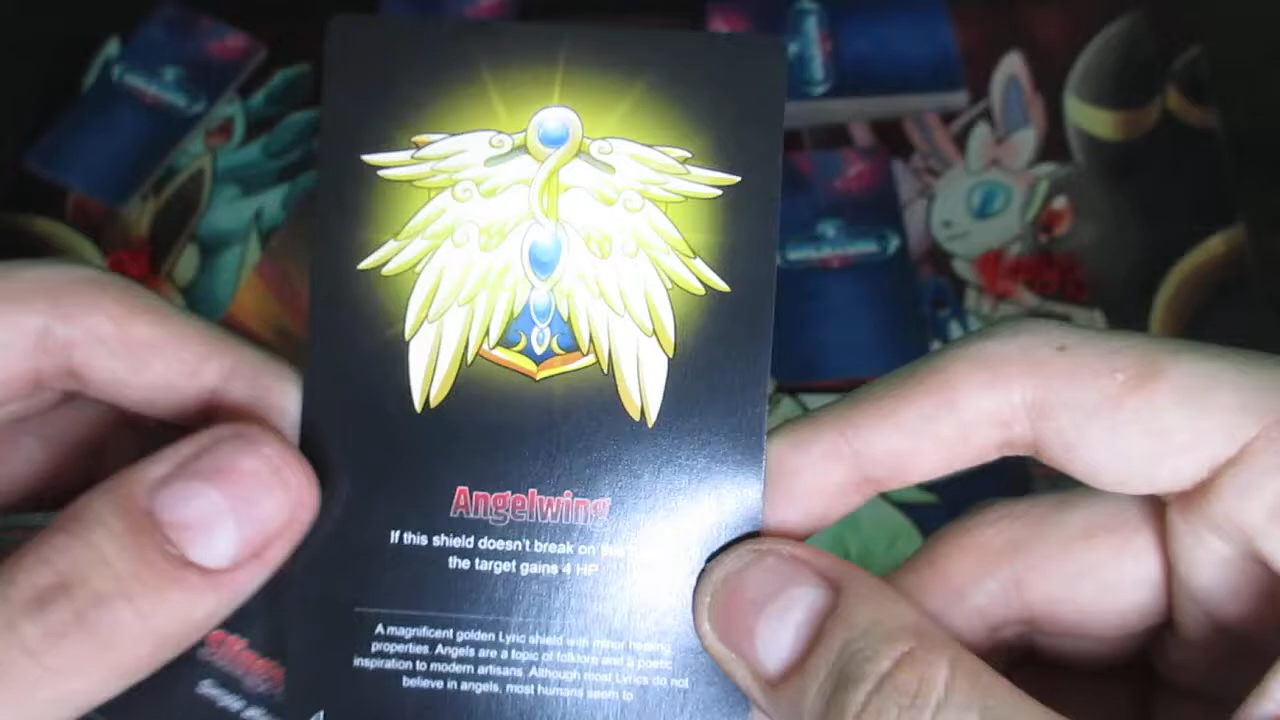 Angelwing
If this shield doesn't break on
the target gains 4 HP
A magnificent golden Lyric shield with minor healing
properties. Angels are a topic of folklore and a poetic
inspiration to modern artisans. Although most Lyrics do not
believe in angels, most humans seem to